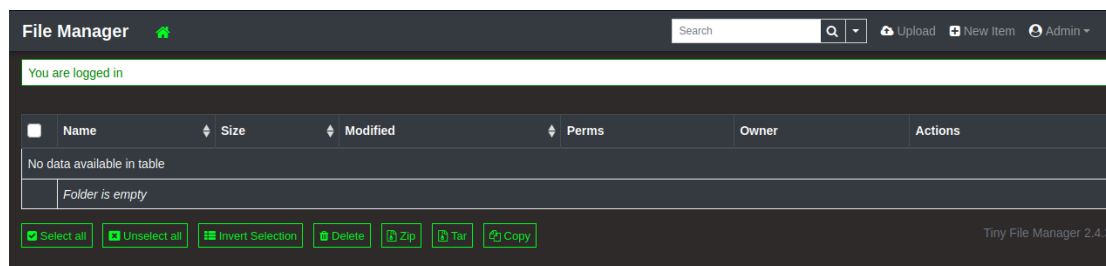 File Manager Search Upload New Item Admin
You are logged in
Name Size Modified Perms Owner Actions
No data available in table
Folder is empty
Select all Unselect all Invert Selection Delete Zip Tar Copy Tiny File Manager 2.4.